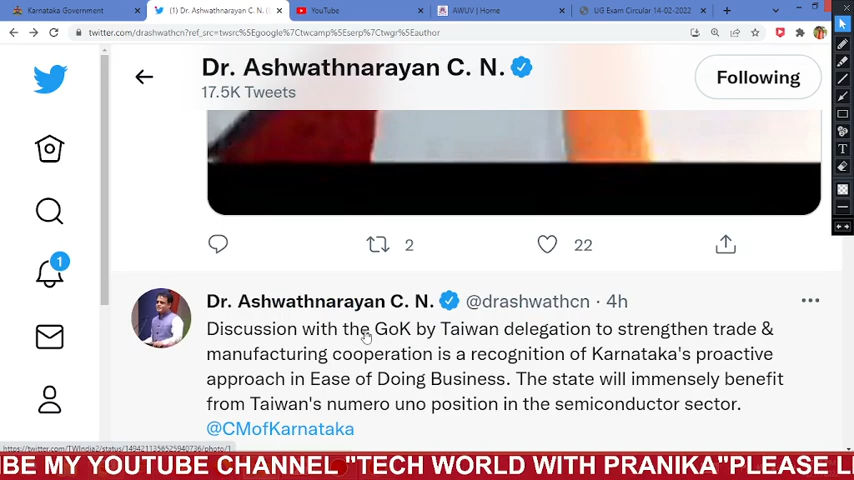 Karnataka Government
(1) Dr. Ashwathnarayan C. N. (
YouTube
AWUV | Home
UG Exam Circular 14-02-2022
twitter.com/drashwathcn?ref_src=twsrc%5Egoogle%7Ctwcamp%5Eserp%7Ctwgr%5Eauthor
Dr. Ashwathnarayan C. N.
17.5K Tweets
Following
2
22
1
Dr. Ashwathnarayan C. N. @drashwathcn · 4h
Discussion with the GoK by Taiwan delegation to strengthen trade &
manufacturing cooperation is a recognition of Karnataka's proactive
approach in Ease of Doing Business. The state will immensely benefit
from Taiwan's numero uno position in the semiconductor sector.
@CMofKarnataka
https://twitter.com/TWIndia2/status/1494211356525940736/photo/1
IBE MY YOUTUBE CHANNEL "TECH WORLD WITH PRANIKA"PLEASE L